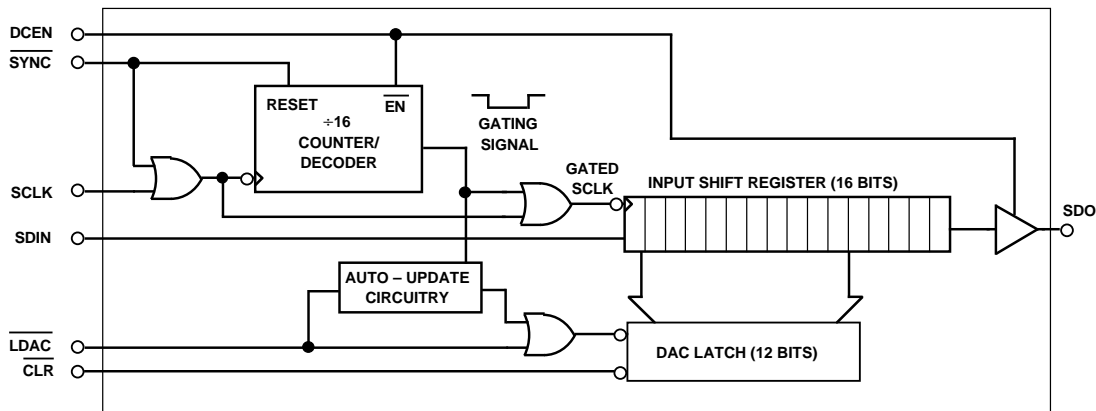 DCEN
SYNC
RESET
EN
÷16
COUNTER/
DECODER
GATING
SIGNAL
SCLK
GATED
SCLK
INPUT SHIFT REGISTER (16 BITS)
SDIN
SDO
AUTO – UPDATE
CIRCUITRY
LDAC
CLR
DAC LATCH (12 BITS)